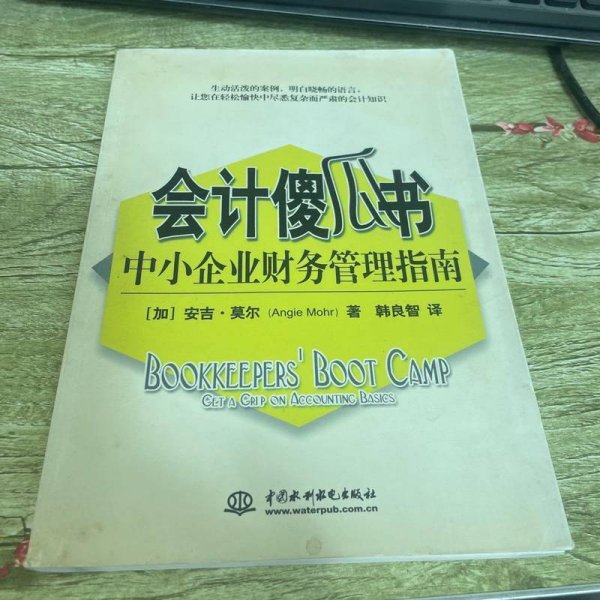 生动活泼的案例，明白晓畅的语言，
让您在轻松愉快中尽悉复杂而严肃的会计知识
会计傻瓜书
中小企业财务管理指南
［加］安吉·莫尔（Angie Mohr）著 韩良智 译
BOOKKEEPERS' BOOT CAMP
GET A GRIP ON ACCOUNTING BASICS
中国水利水电出版社
www.waterpub.com.cn